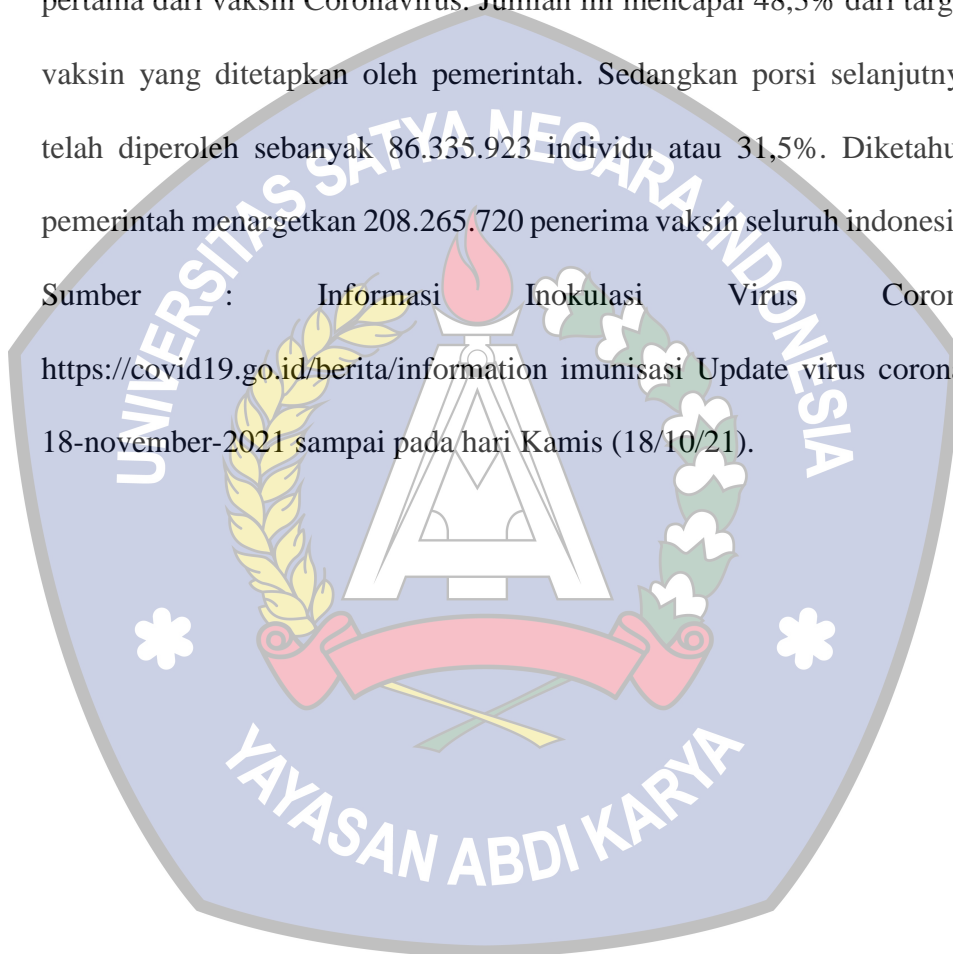 pertama dari vaksin Coronavirus. Jumlah ini mencapai 48,5% dari targ
vaksin yang ditetapkan oleh pemerintah. Sedangkan porsi selanjutny
telah diperoleh sebanyak 86.335.923 individu atau 31,5%. Diketahu
pemerintah menargetkan 208.265.720 penerima vaksin seluruh indonesi
Sumber : Informasi Inokulasi Virus Coron
https://covid19.go.id/berita/information imunisasi Update virus corona
18-november-2021 sampai pada hari Kamis (18/10/21).
UNIVERSITAS SATYA NEGARA INDONESIA
YAYASAN ABDI KARYA